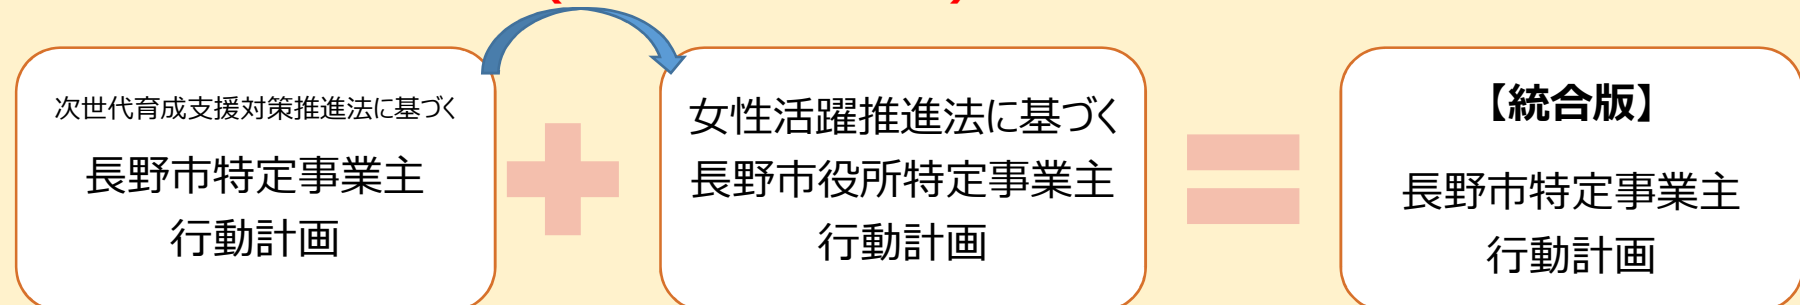 次世代育成支援対策推進法に基づく
長野市特定事業主
行動計画
女性活躍推進法に基づく
長野市役所特定事業主
行動計画
【統合版】
長野市特定事業主
行動計画